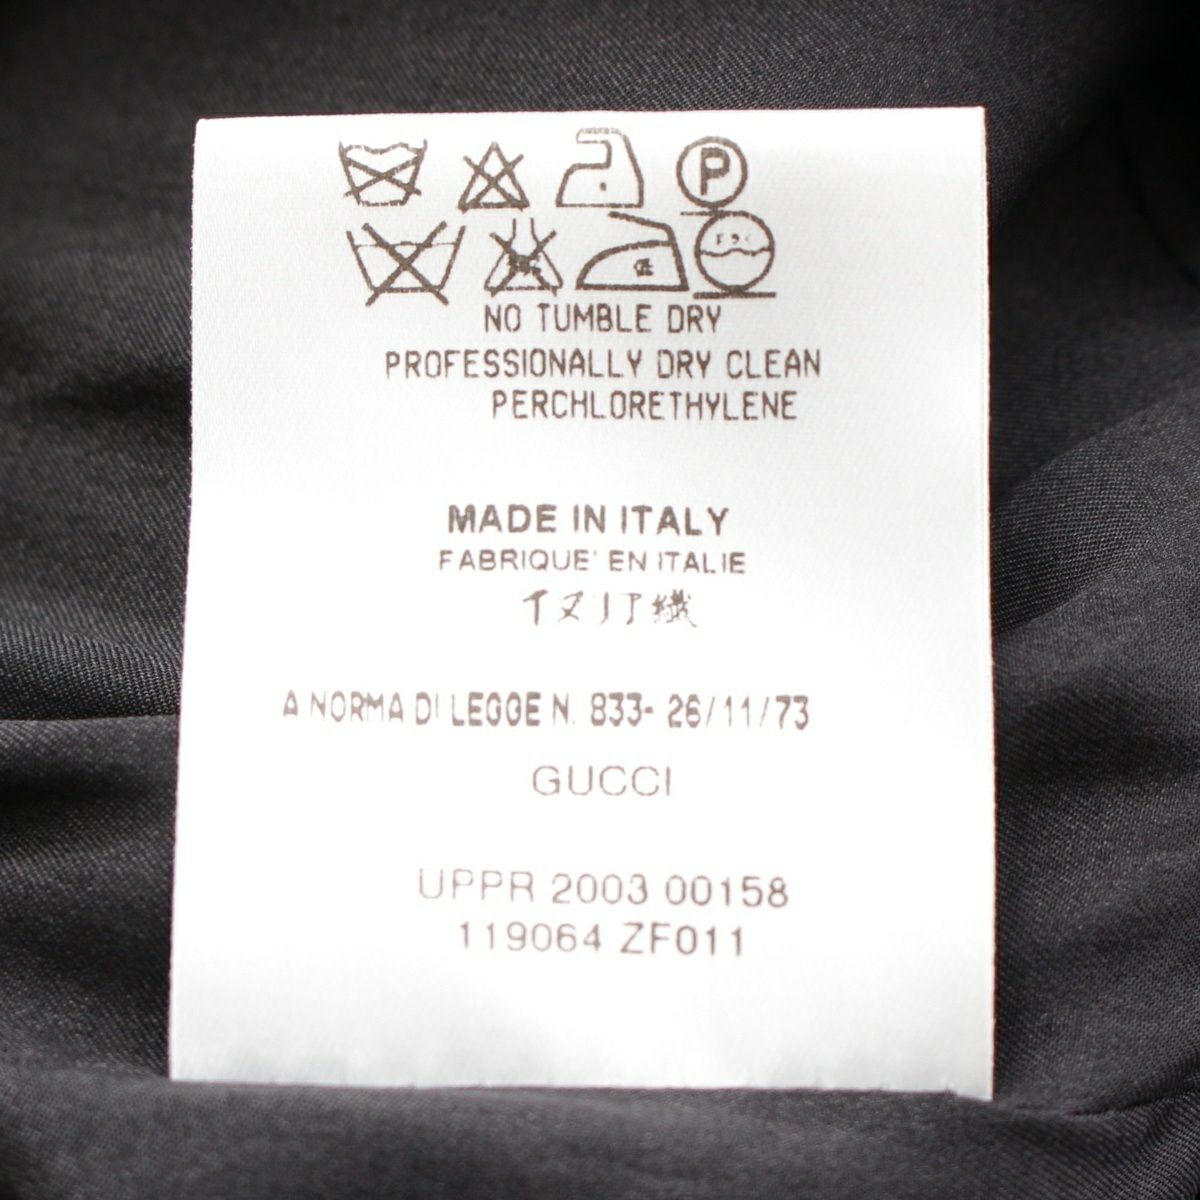 P
NO TUMBLE DRY
PROFESSIONALLY DRY CLEAN
PERCHLORETHYLENE
MADE IN ITALY
FABRIQUE' EN ITALIE
イタリア織
A NORMA DI LEGGE N. 833- 26/11/73
GUCCI
UPPR 2003 00158
119064 ZF011